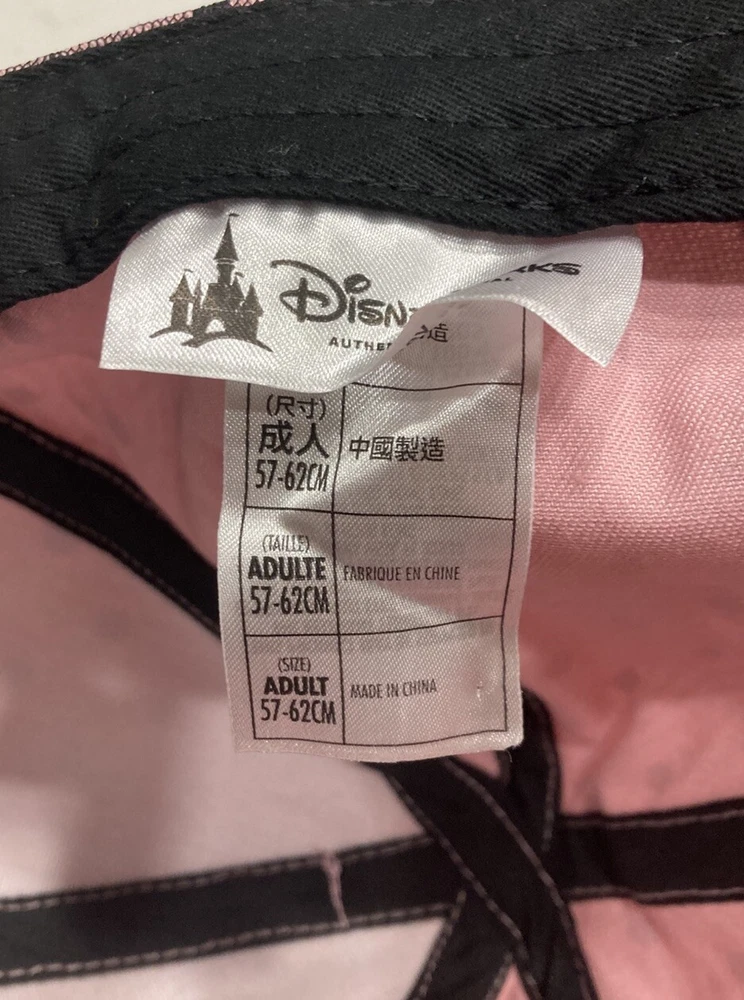 DISN
AUTHE
造
(尺寸)
成人
57-62CM
中國製造
(TAILLE)
ADULTE
57-62CM
FABRIQUE EN CHINE
(SIZE)
ADULT
57-62CM
MADE IN CHINA